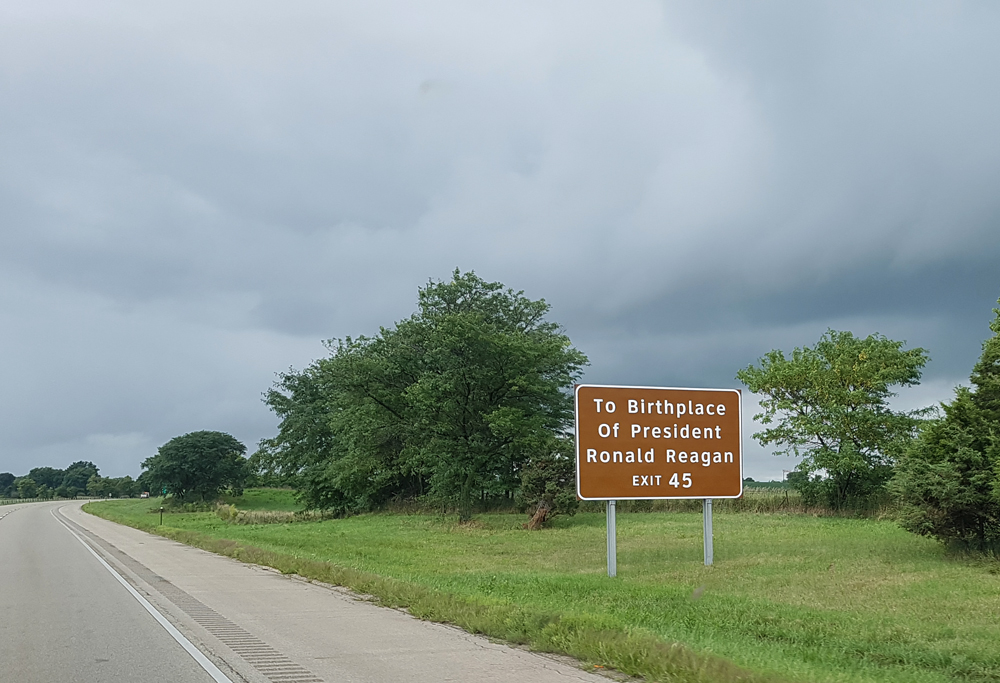 To Birthplace
Of President
Ronald Reagan
EXIT 45